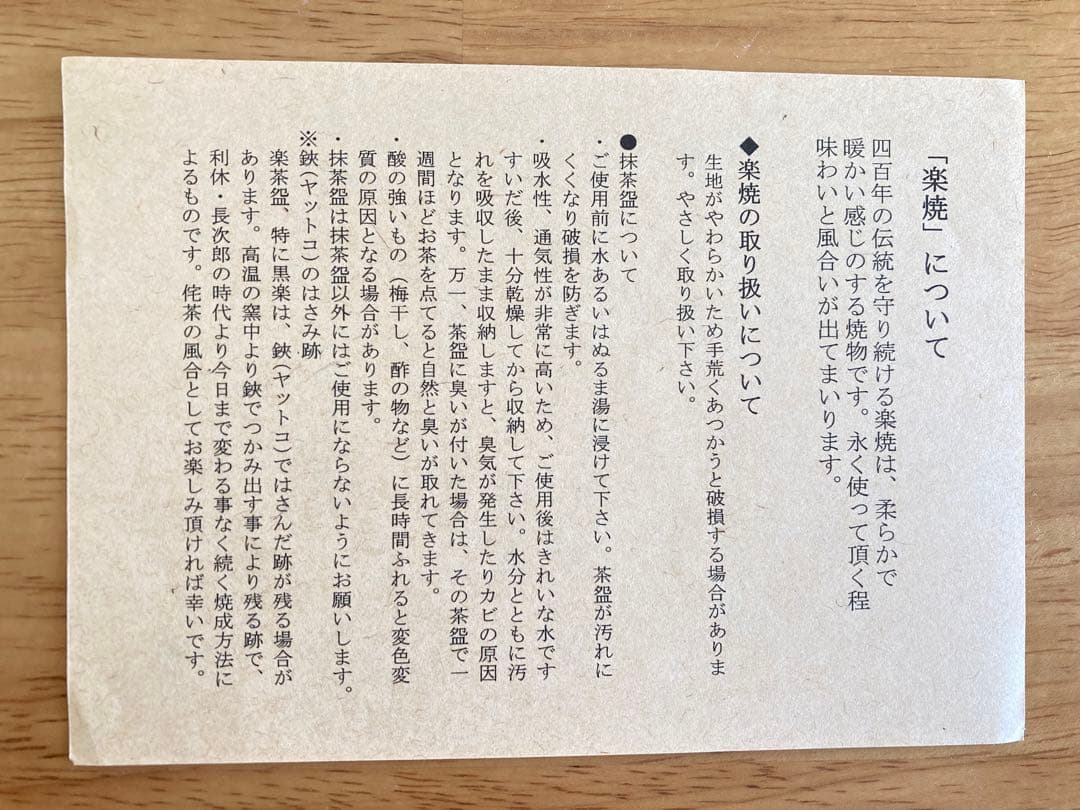 「楽焼」について
四百年の伝統を守り続ける楽焼は、柔らかで
暖かい感じのする焼物です。永く使って頂く程
味わいと風合いが出てまいります。
◆楽焼の取り扱いについて
生地がやわらかいため手荒くあつかうと破損する場合がありま
す。やさしく取り扱い下さい。
●抹茶盌について
・ご使用前に水あるいはぬるま湯に浸けて下さい。茶盌が汚れに
くくなり破損を防ぎます。
・吸水性、通気性が非常に高いため、ご使用後はきれいな水です
すいだ後、十分乾燥してから収納して下さい。水分とともに汚
れを吸収したまま収納しますと、臭気が発生したりカビの原因
となります。万一、茶盌に臭いが付いた場合は、その茶盌で一
週間ほどお茶を点てると自然と臭いが取れてきます。
・酸の強いもの（梅干し、酢の物など）に長時間ふれると変色変
質の原因となる場合があります。
・抹茶盌は抹茶盌以外にはご使用にならないようにお願いします。
※鋏(ヤットコ)のはさみ跡
楽茶盌、特に黒楽は、鋏(ヤットコ)ではさんだ跡が残る場合が
あります。高温の窯中より鋏でつかみ出す事により残る跡で、
利休・長次郎の時代より今日まで変わる事なく続く焼成方法に
よるものです。侘茶の風合としてお楽しみ頂ければ幸いです。